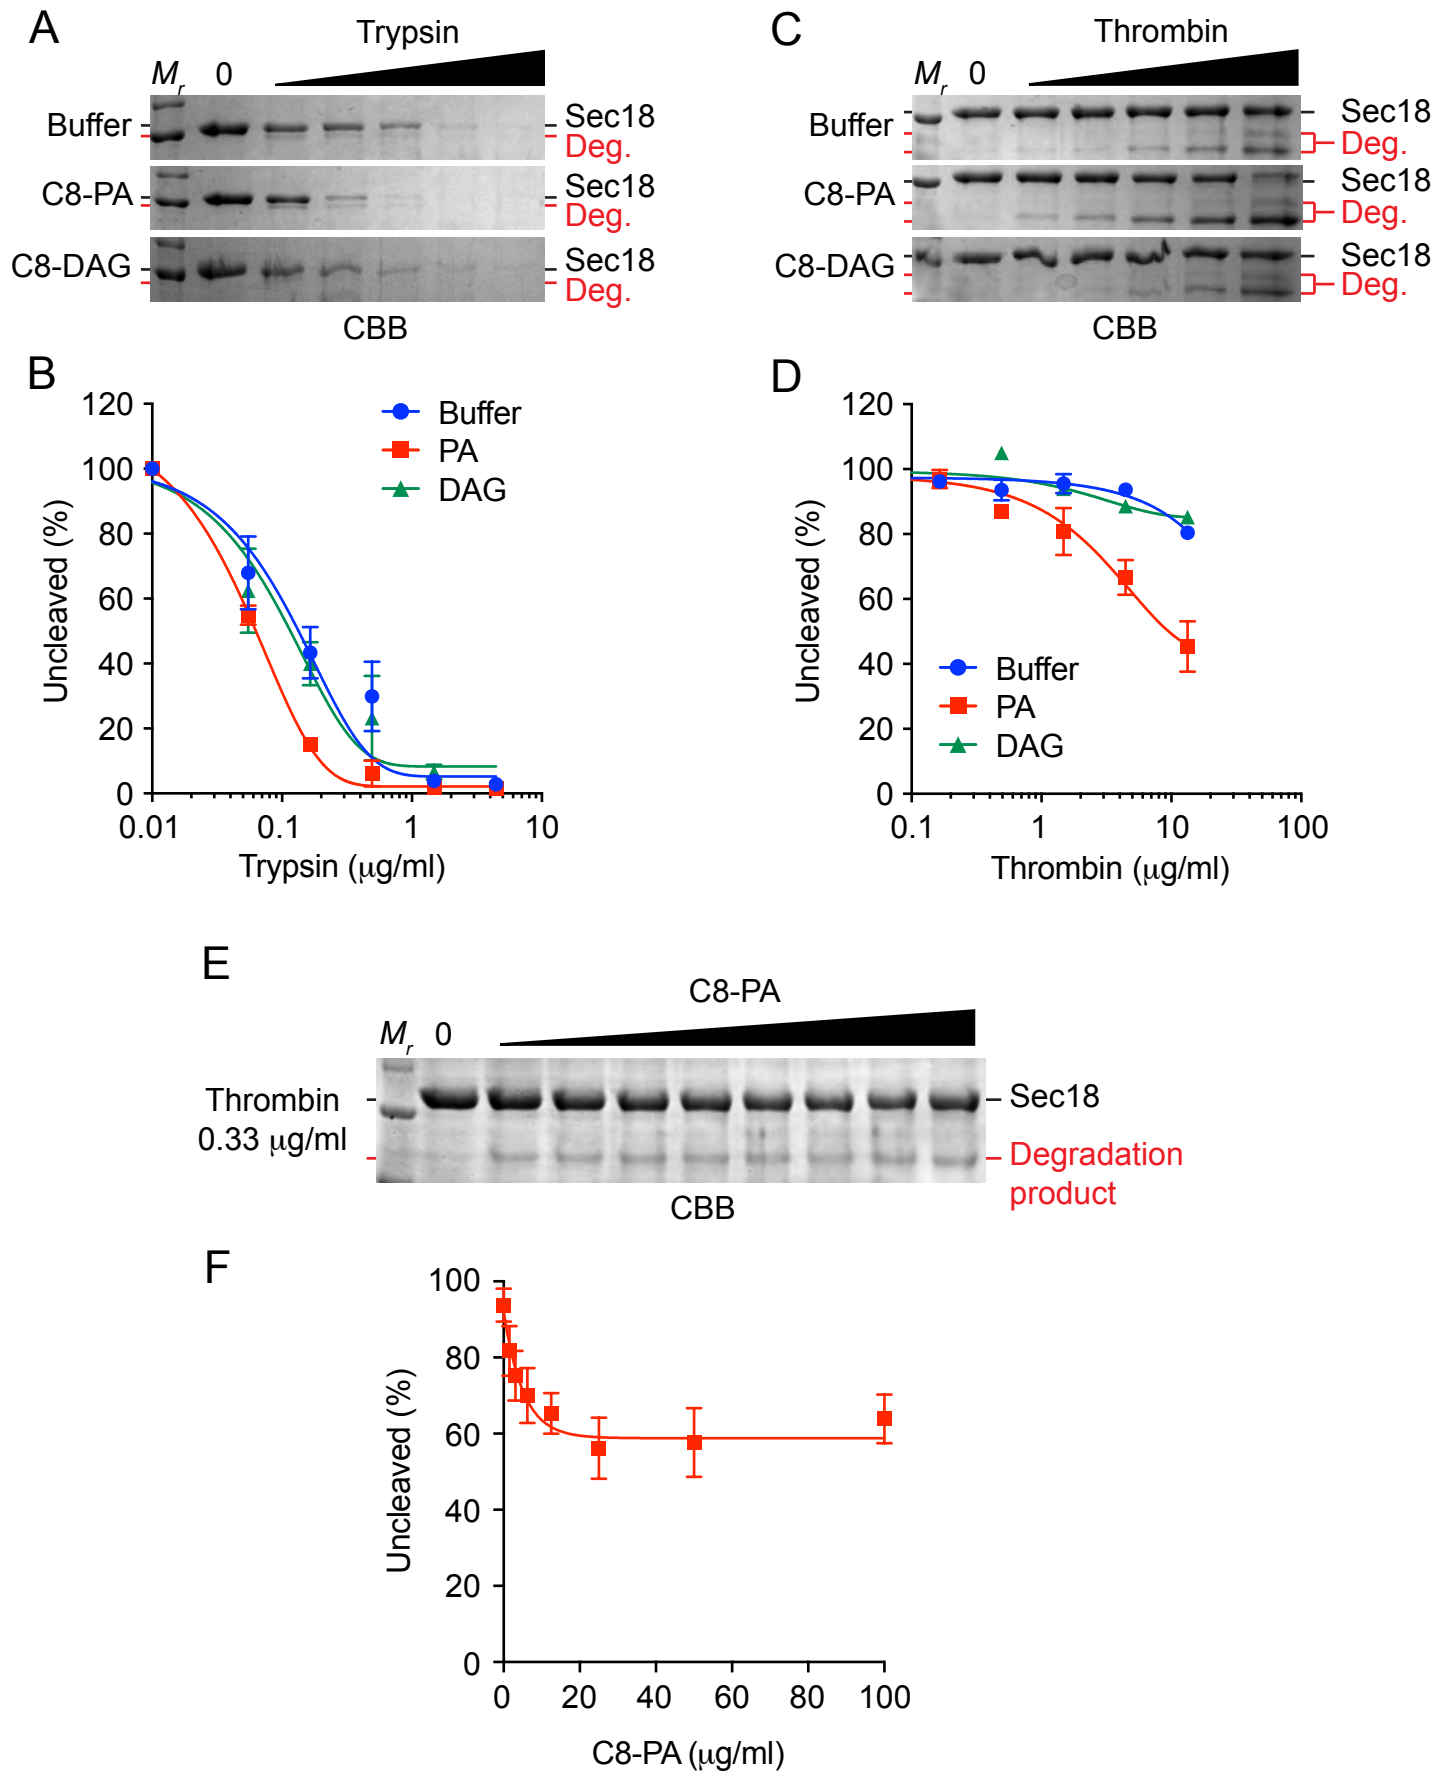 A
Trypsin
Mr 0
Buffer
Sec18
Deg.
C8-PA
Sec18
Deg.
C8-DAG
Sec18
Deg.
CBB
C
Thrombin
Mr 0
Buffer
Sec18
Deg.
C8-PA
Sec18
Deg.
C8-DAG
Sec18
Deg.
CBB
B
120
100
80
60
40
20
0
Uncleaved (%)
Buffer
PA
DAG
0.01 0.1 1 10
Trypsin (μg/ml)
D
120
100
80
60
40
20
0
Uncleaved (%)
Buffer
PA
DAG
0.1 1 10 100
Thrombin (μg/ml)
E
C8-PA
Mr 0
Thrombin
0.33 μg/ml
Sec18
Degradation
product
CBB
F
100
80
60
40
20
0
Uncleaved (%)
0 20 40 60 80 100
C8-PA (μg/ml)